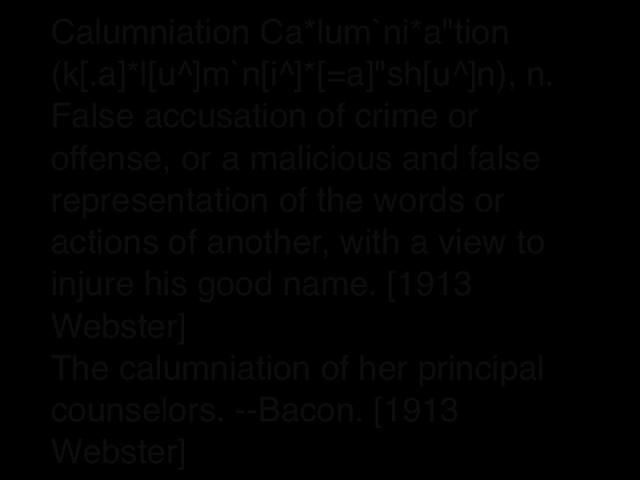 Calumniation Ca*lum`ni*a"tion
(k[.a]*l[u^]m`n[i^]*[=a]"sh[u^]n), n.
False accusation of crime or
offense, or a malicious and false
representation of the words or
actions of another, with a view to
injure his good name. [1913
Webster]
The calumniation of her principal
counselors. --Bacon. [1913
Webster]